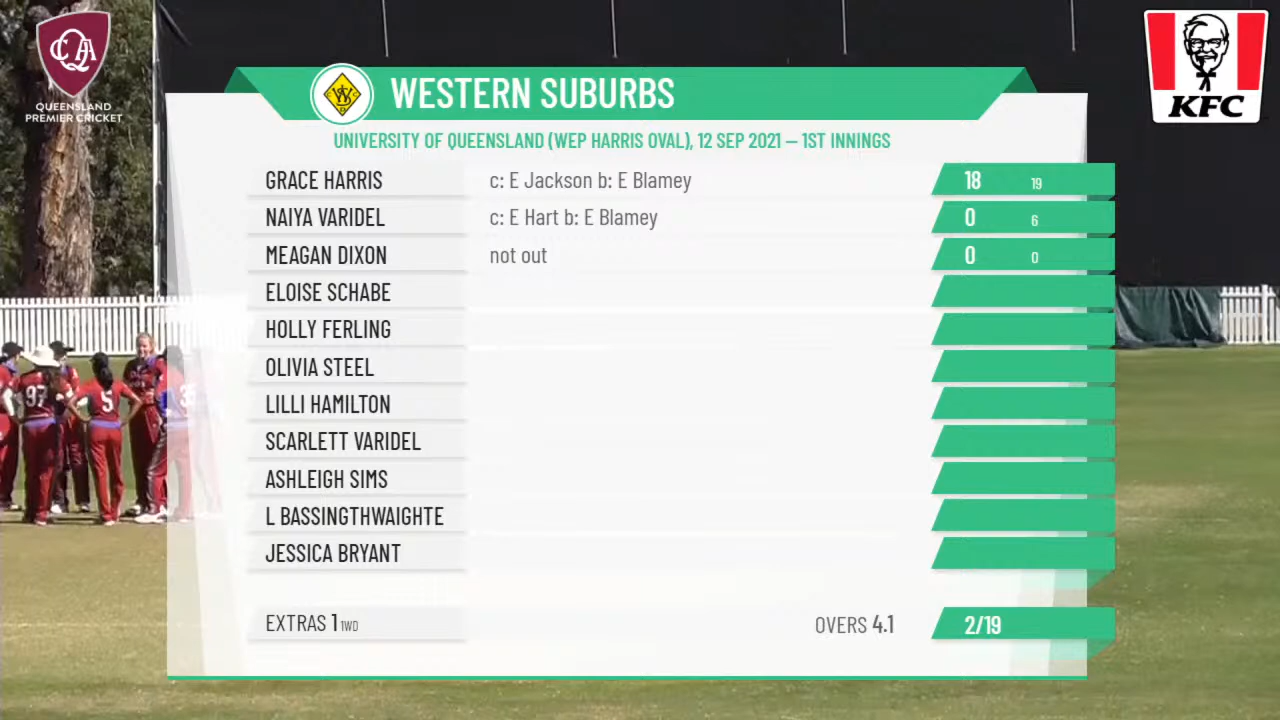 QUEENSLAND
PREMIER CRICKET
KFC
WESTERN SUBURBS
UNIVERSITY OF QUEENSLAND (WEP HARRIS OVAL), 12 SEP 2021 – 1ST INNINGS
GRACE HARRIS c: E Jackson b: E Blamey 18 19
NAIYA VARIDEL c: E Hart b: E Blamey 0 6
MEAGAN DIXON not out 0 0
ELOISE SCHABE
HOLLY FERLING
OLIVIA STEEL
LILLI HAMILTON
SCARLETT VARIDEL
ASHLEIGH SIMS
L BASSINGTHWAIGHTE
JESSICA BRYANT
EXTRAS 1 1WD OVERS 4.1 2/19
97
5